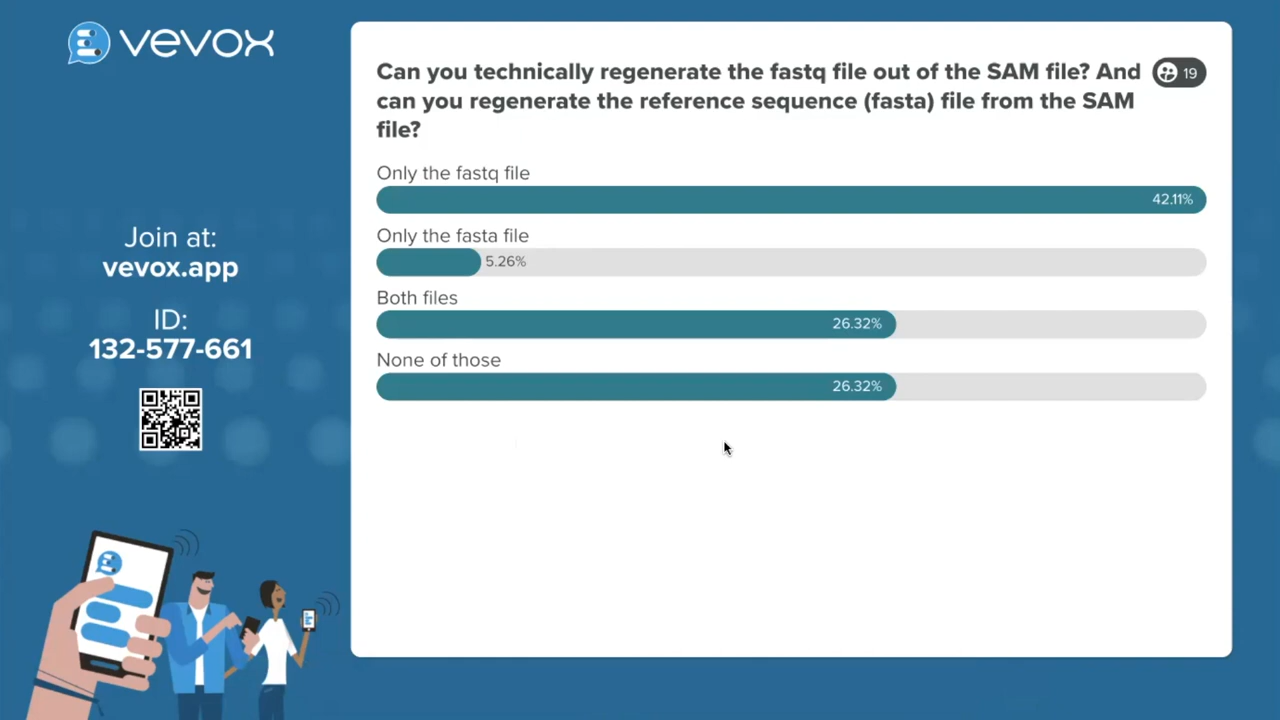 vevox
Join at:
vevox.app
ID:
132-577-661
Can you technically regenerate the fastq file out of the SAM file? And
can you regenerate the reference sequence (fasta) file from the SAM
file?
19
Only the fastq file
42.11%
Only the fasta file
5.26%
Both files
26.32%
None of those
26.32%